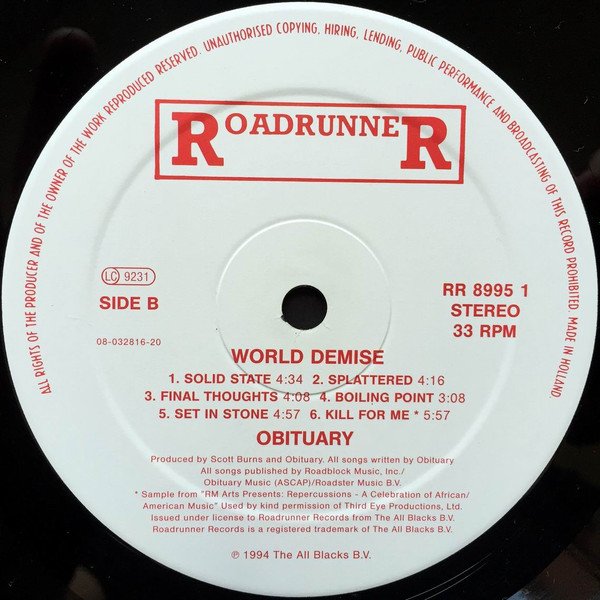 ALL RIGHTS OF THE PRODUCER AND OF THE OWNER OF THE WORK REPRODUCED RESERVED. UNAUTHORISED COPYING, HIRING, LENDING, PUBLIC PERFORMANCE AND BROADCASTING OF THIS RECORD PROHIBITED. MADE IN HOLLAND
ROADRUNNER
LC 9231
SIDE B
08-032816-20
RR 8995 1
STEREO
33 RPM
WORLD DEMISE
1. SOLID STATE 4:34 2. SPLATTERED 4:16
3. FINAL THOUGHTS 4:08 4. BOILING POINT 3:08
5. SET IN STONE 4:57 6. KILL FOR ME * 5:57
OBITUARY
Produced by Scott Burns and Obituary. All songs written by Obituary
All songs published by Roadblock Music, Inc./
Obituary Music (ASCAP)/Roadster Music B.V.
* Sample from "RM Arts Presents: Repercussions - A Celebration of African/
American Music" Used by kind permission of Third Eye Productions, Ltd.
Issued under license to Roadrunner Records from The All Blacks B.V.
Roadrunner Records is a registered trademark of The All Blacks B.V.
℗ 1994 The All Blacks B.V.